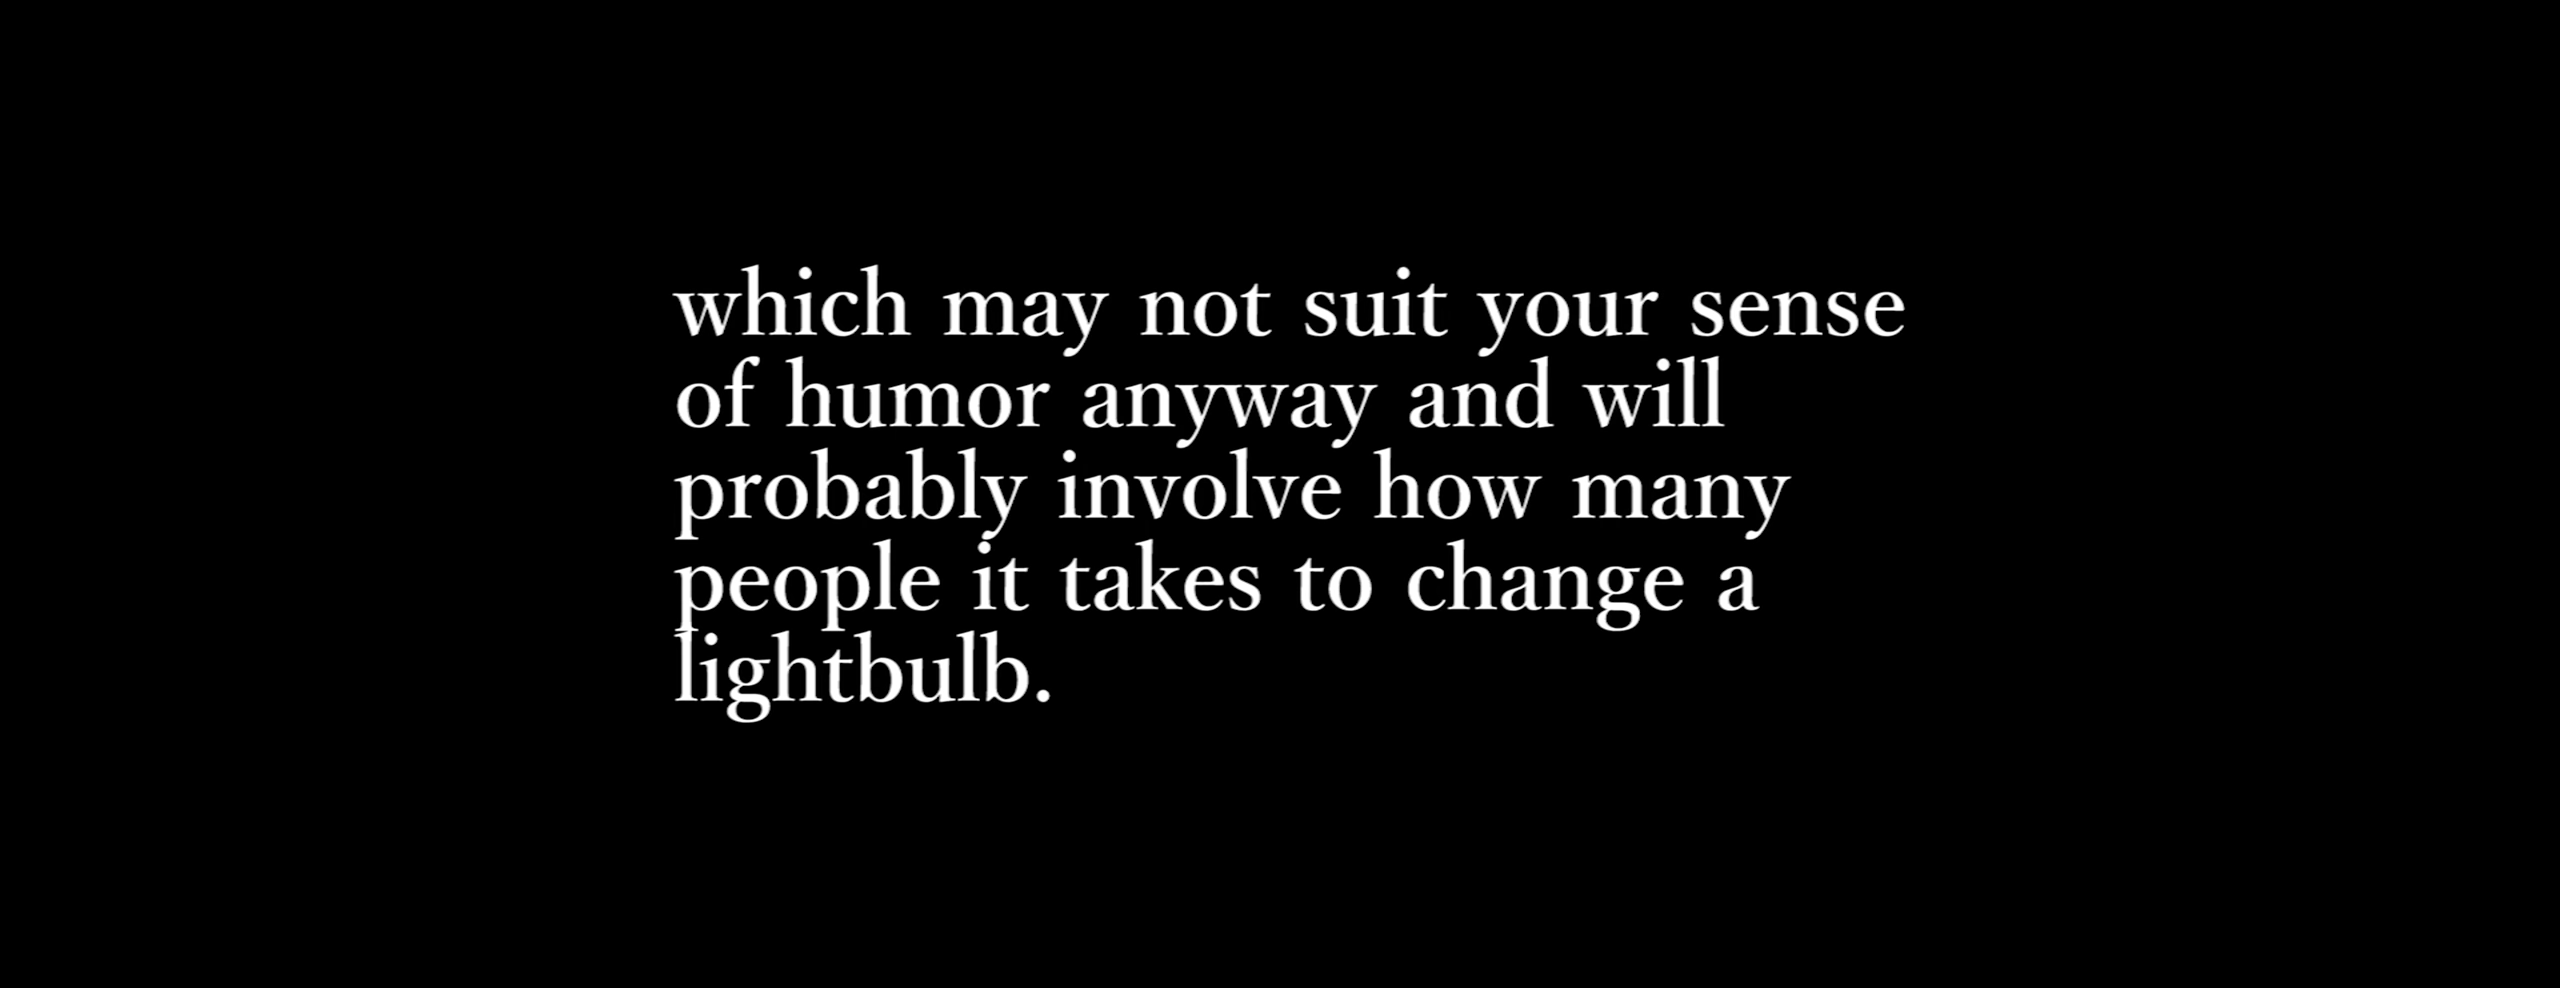 which may not suit your sense
of humor anyway and will
probably involve how many
people it takes to change a
lightbulb.